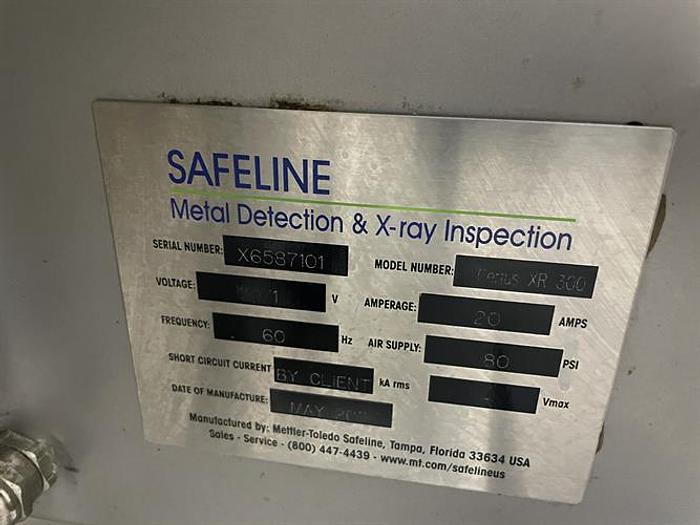 SAFELINE
Metal Detection & X-ray Inspection
SERIAL NUMBER: X6587101 MODEL NUMBER: XR 300
VOLTAGE: V AMPERAGE: 20 AMPS
FREQUENCY: 60 Hz AIR SUPPLY: 80 PSI
SHORT CIRCUIT CURRENT BY CLIENT kA rms - Vmax
DATE OF MANUFACTURE: MAY
Manufactured by: Mettler-Toledo Safeline, Tampa, Florida 33634 USA
Sales - Service - (800) 447-4439 - www.mt.com/safelineus